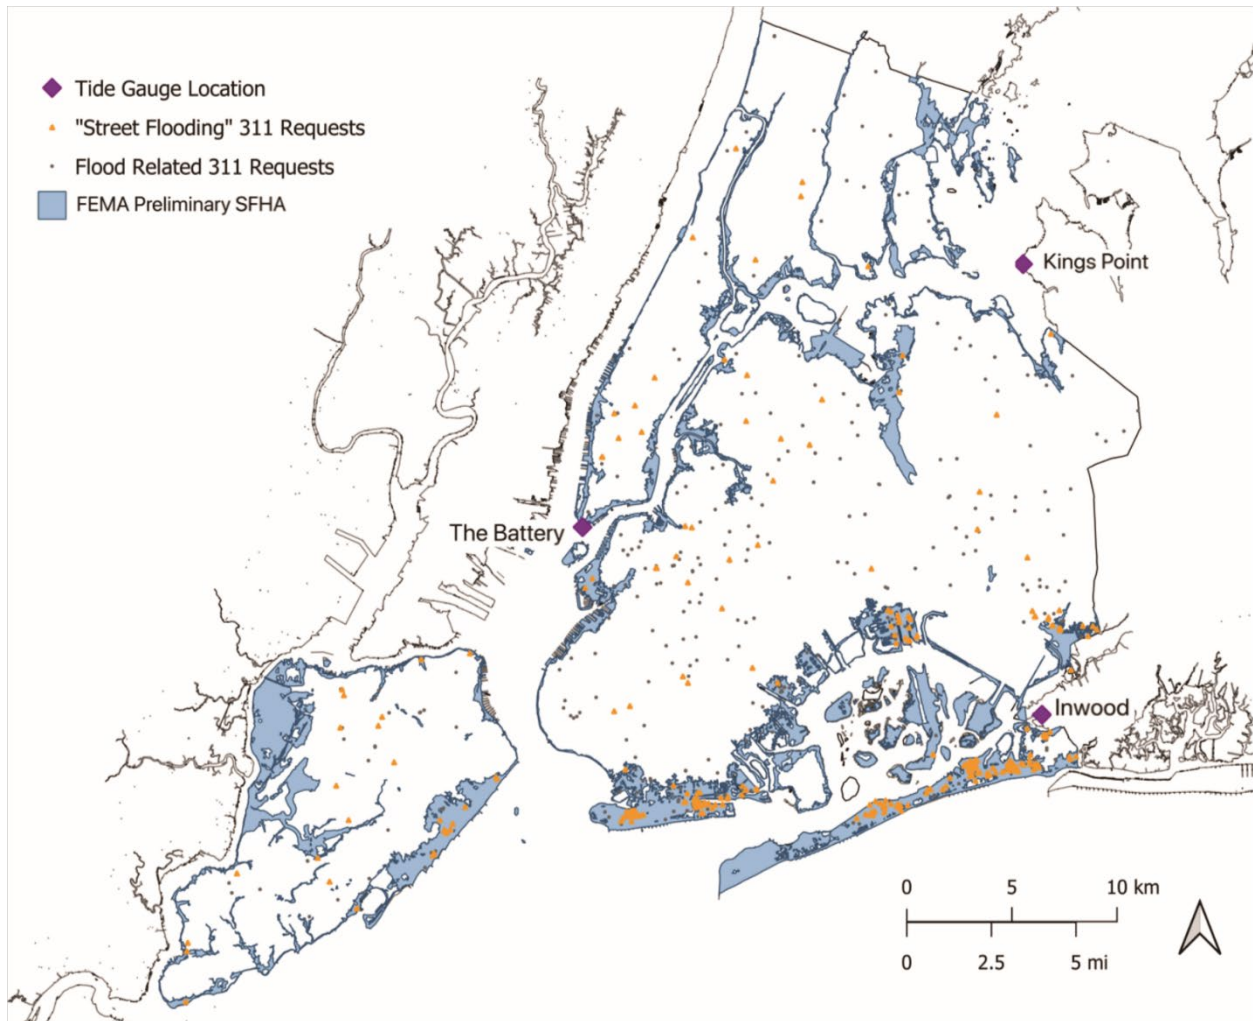 Tide Gauge Location
"Street Flooding" 311 Requests
Flood Related 311 Requests
FEMA Preliminary SFHA
Kings Point
The Battery
Inwood
0 5 10 km
0 2.5 5 mi